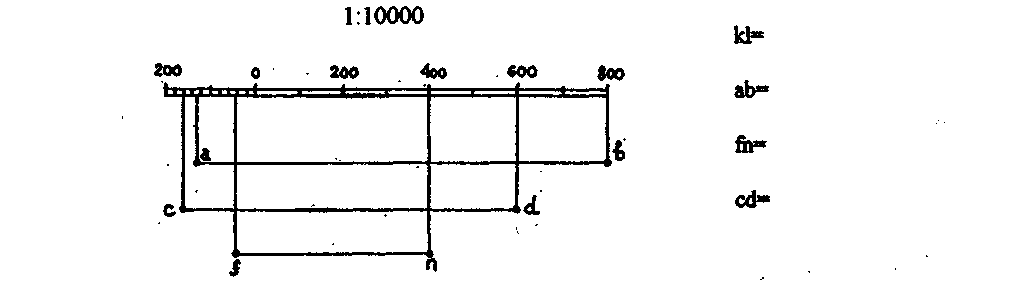 1:10000
200 0 200 400 600 800
a b
c d
f n
kl=
ab=
fn=
cd=